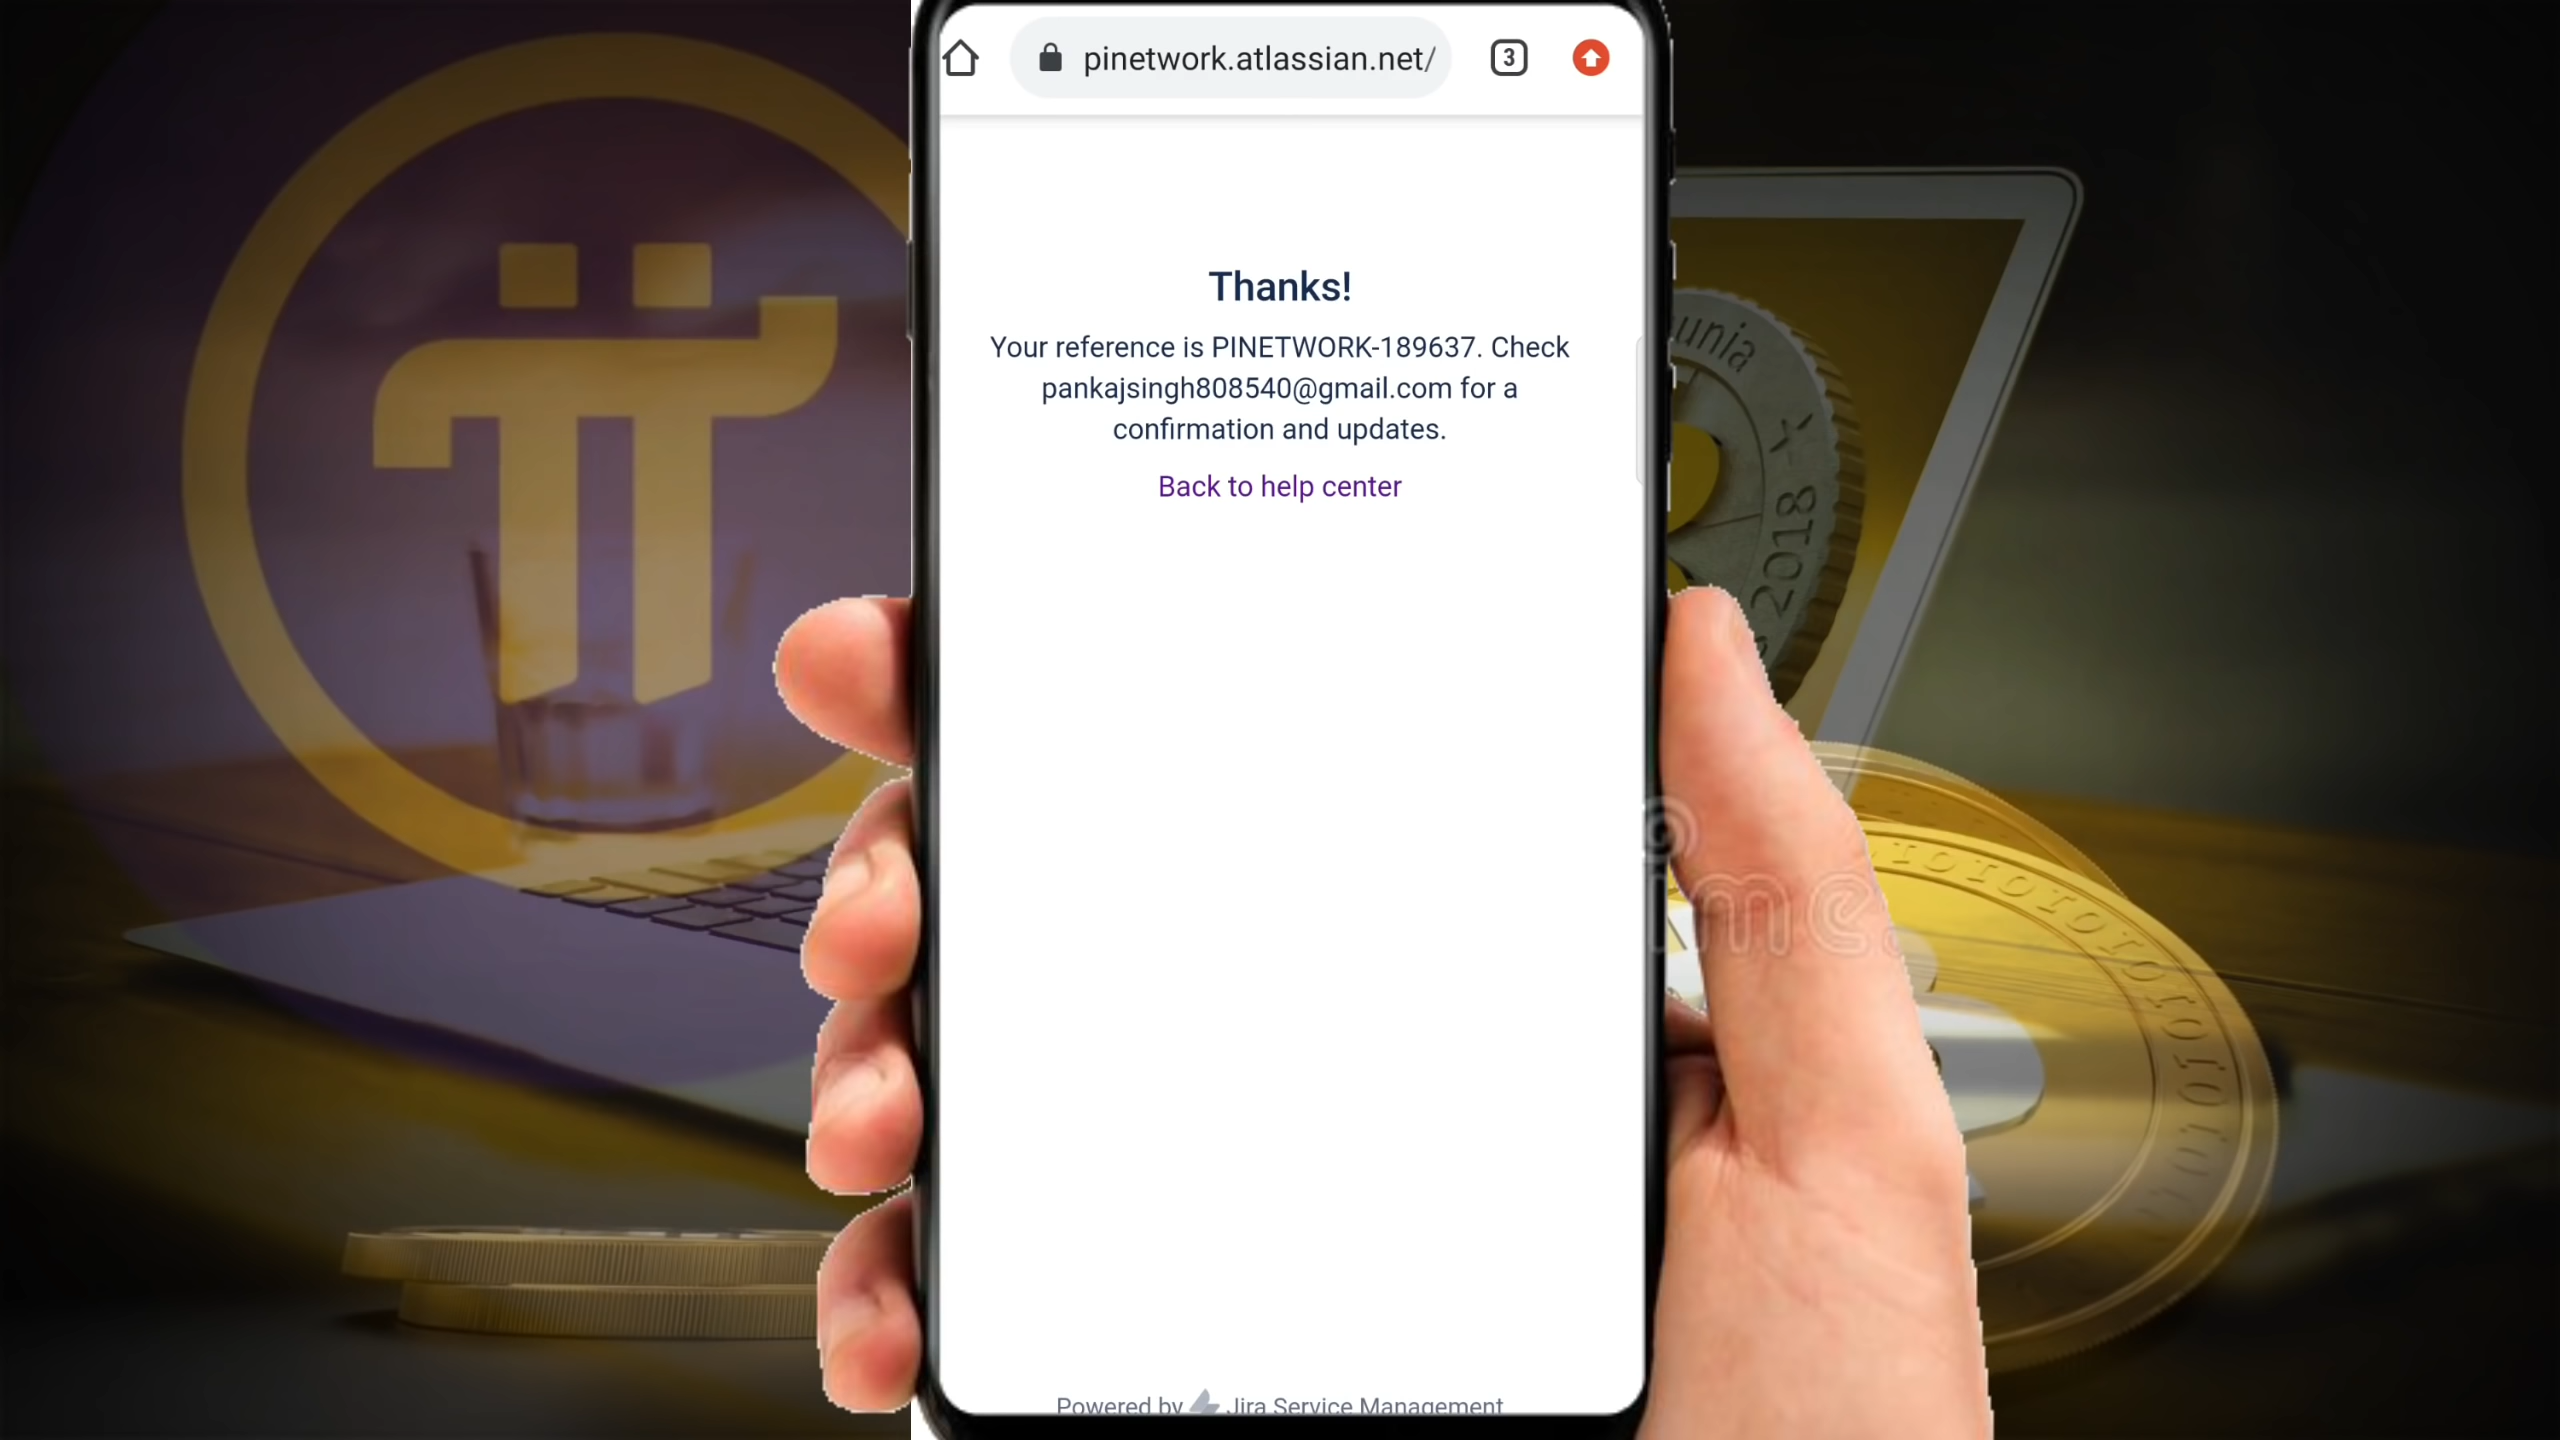 pinetwork.atlassian.net/
3
Thanks!
Your reference is PINETWORK-189637. Check
pankajsingh808540@gmail.com for a
confirmation and updates.
Back to help center
Powered by Jira Service Management
2018